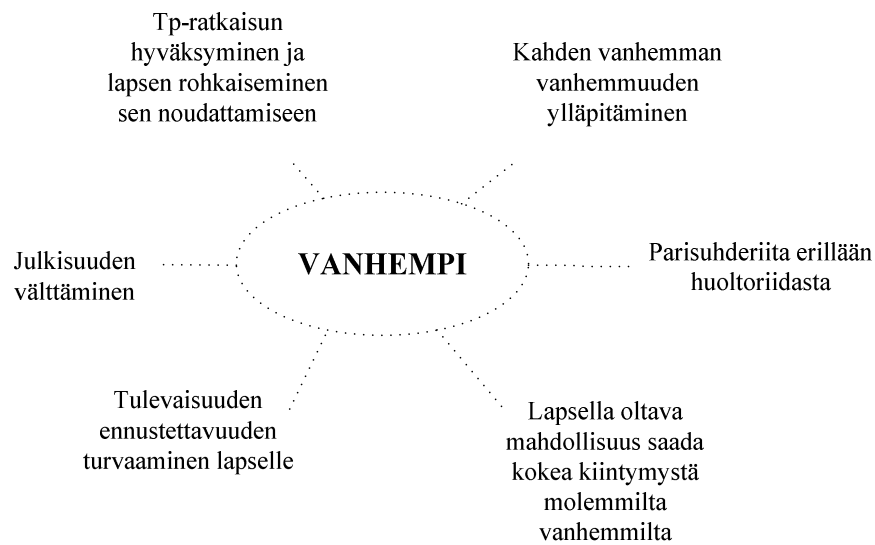 Tp-ratkaisun
hyväksyminen ja
lapsen rohkaiseminen
sen noudattamiseen
Kahden vanhemman
vanhemmuuden
ylläpitäminen
Julkisuuden
välttäminen
VANHEMPI
Parisuhderiita erillään
huoltoriidasta
Tulevaisuuden
ennustettavuuden
turvaaminen lapselle
Lapsella oltava
mahdollisuus saada
kokea kiintymystä
molemmilta
vanhemmilta